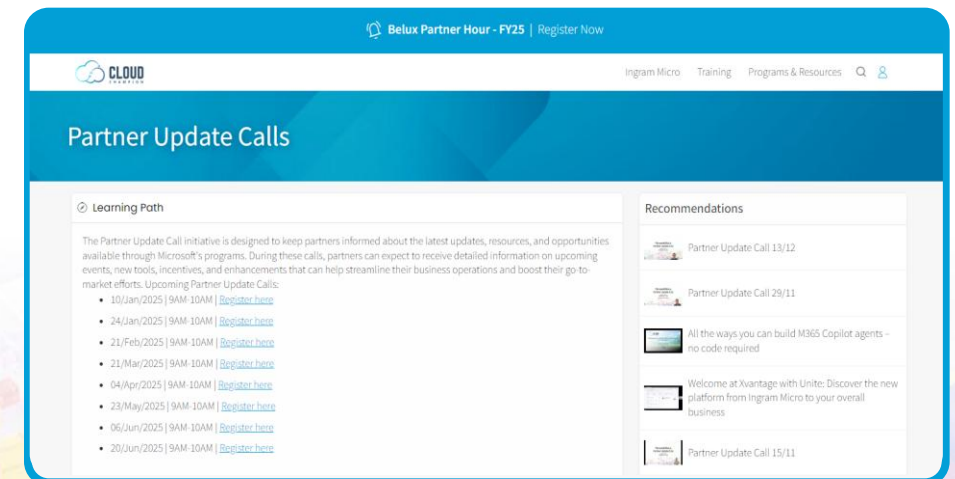 Belux Partner Hour - FY25 | Register Now
CLOUD
CHAMPION
Ingram Micro Training Programs & Resources
Partner Update Calls
Learning Path
The Partner Update Call initiative is designed to keep partners informed about the latest updates, resources, and opportunities
available through Microsoft's programs. During these calls, partners can expect to receive detailed information on upcoming
events, new tools, incentives, and enhancements that can help streamline their business operations and boost their go-to-
market efforts. Upcoming Partner Update Calls:
• 10/Jan/2025 | 9AM-10AM | Register here
• 24/Jan/2025 | 9AM-10AM | Register here
• 21/Feb/2025 | 9AM-10AM | Register here
• 21/Mar/2025 | 9AM-10AM | Register here
• 04/Apr/2025 | 9AM-10AM | Register here
• 23/May/2025 | 9AM-10AM | Register here
• 06/Jun/2025 | 9AM-10AM | Register here
• 20/Jun/2025 | 9AM-10AM | Register here
Recommendations
Partner Update Call 13/12
Partner Update Call 29/11
All the ways you can build M365 Copilot agents –
no code required
Welcome at Xvantage with Unite: Discover the new
platform from Ingram Micro to your overall
business
Partner Update Call 15/11